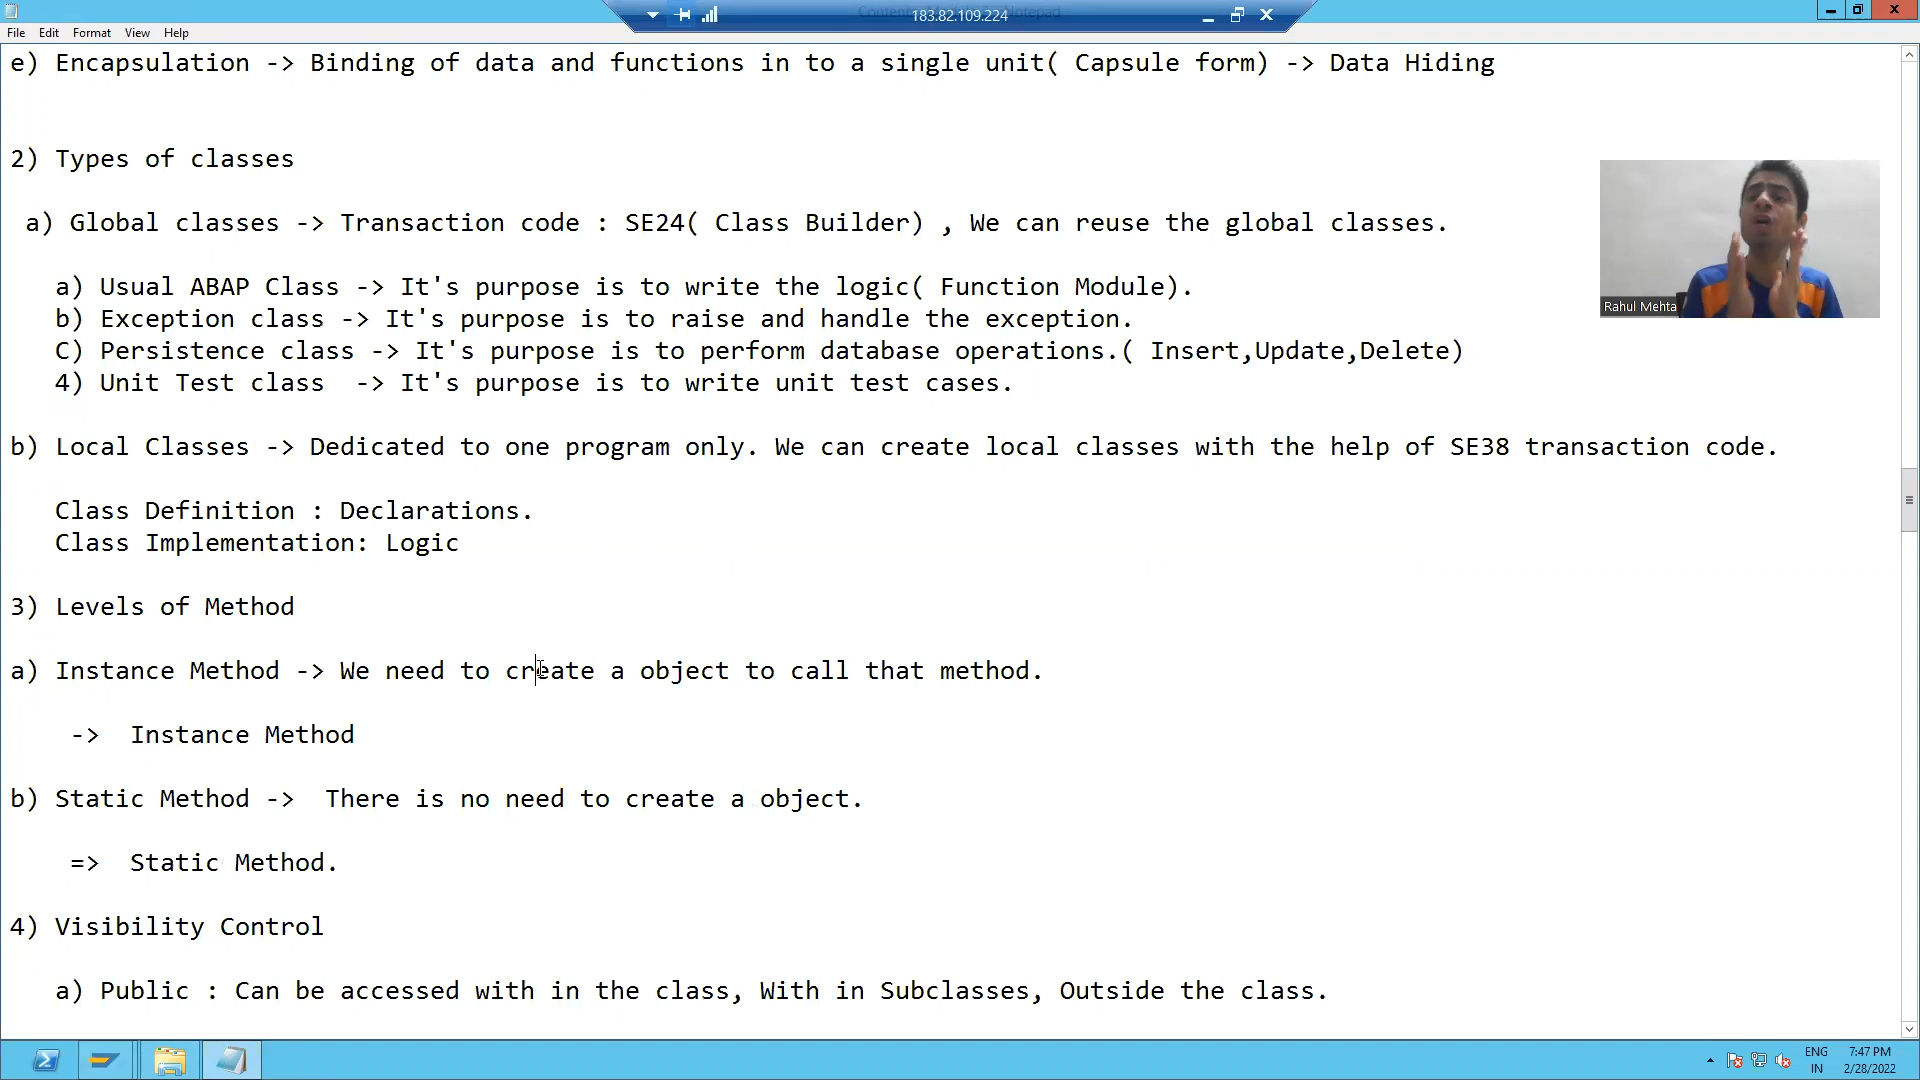 Contents - Notepad
183.82.109.224
File Edit Format View Help
e) Encapsulation -> Binding of data and functions in to a single unit( Capsule form) -> Data Hiding
2) Types of classes
a) Global classes -> Transaction code : SE24( Class Builder) , We can reuse the global classes.
a) Usual ABAP Class -> It's purpose is to write the logic( Function Module).
b) Exception class -> It's purpose is to raise and handle the exception.
C) Persistence class -> It's purpose is to perform database operations.( Insert,Update,Delete)
4) Unit Test class -> It's purpose is to write unit test cases.
b) Local Classes -> Dedicated to one program only. We can create local classes with the help of SE38 transaction code.
Class Definition : Declarations.
Class Implementation: Logic
3) Levels of Method
a) Instance Method -> We need to create a object to call that method.
-> Instance Method
b) Static Method -> There is no need to create a object.
=> Static Method.
4) Visibility Control
a) Public : Can be accessed with in the class, With in Subclasses, Outside the class.
Rahul Mehta
ENG
IN
7:47 PM
2/28/2022